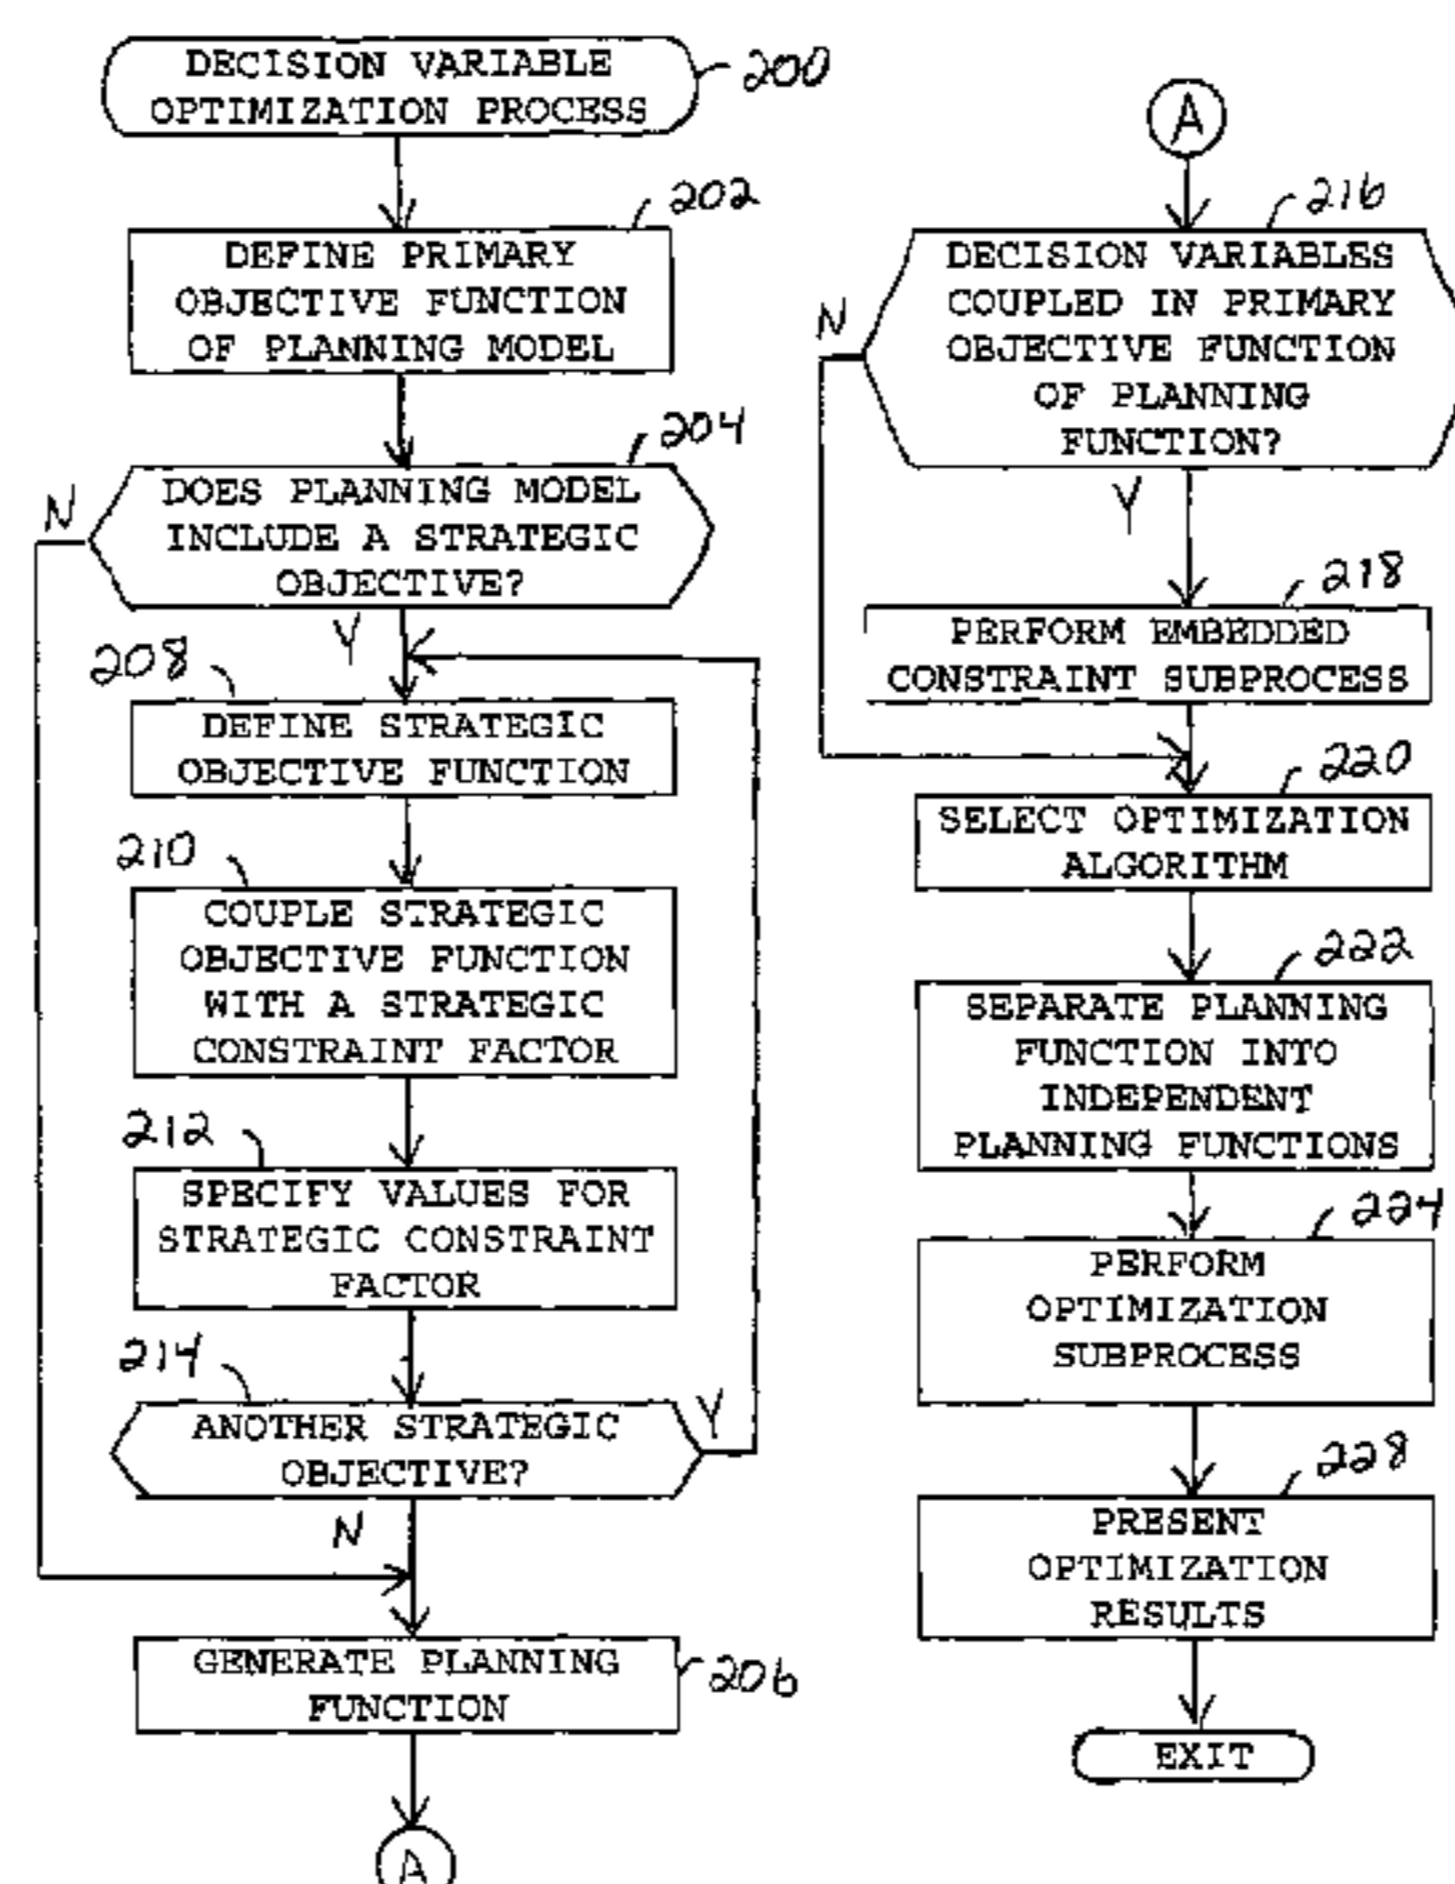 DECISION VARIABLE
OPTIMIZATION PROCESS
200
202
DEFINE PRIMARY
OBJECTIVE FUNCTION
OF PLANNING MODEL
204
DOES PLANNING MODEL
INCLUDE A STRATEGIC
OBJECTIVE?
N
Y
208
DEFINE STRATEGIC
OBJECTIVE FUNCTION
210
COUPLE STRATEGIC
OBJECTIVE FUNCTION
WITH A STRATEGIC
CONSTRAINT FACTOR
212
SPECIFY VALUES FOR
STRATEGIC CONSTRAINT
FACTOR
214
ANOTHER STRATEGIC
OBJECTIVE?
Y
N
GENERATE PLANNING
FUNCTION
206
A
A
216
DECISION VARIABLES
COUPLED IN PRIMARY
OBJECTIVE FUNCTION
OF PLANNING
FUNCTION?
N
Y
218
PERFORM EMBEDDED
CONSTRAINT SUBPROCESS
220
SELECT OPTIMIZATION
ALGORITHM
222
SEPARATE PLANNING
FUNCTION INTO
INDEPENDENT
PLANNING FUNCTIONS
224
PERFORM
OPTIMIZATION
SUBPROCESS
228
PRESENT
OPTIMIZATION
RESULTS
EXIT